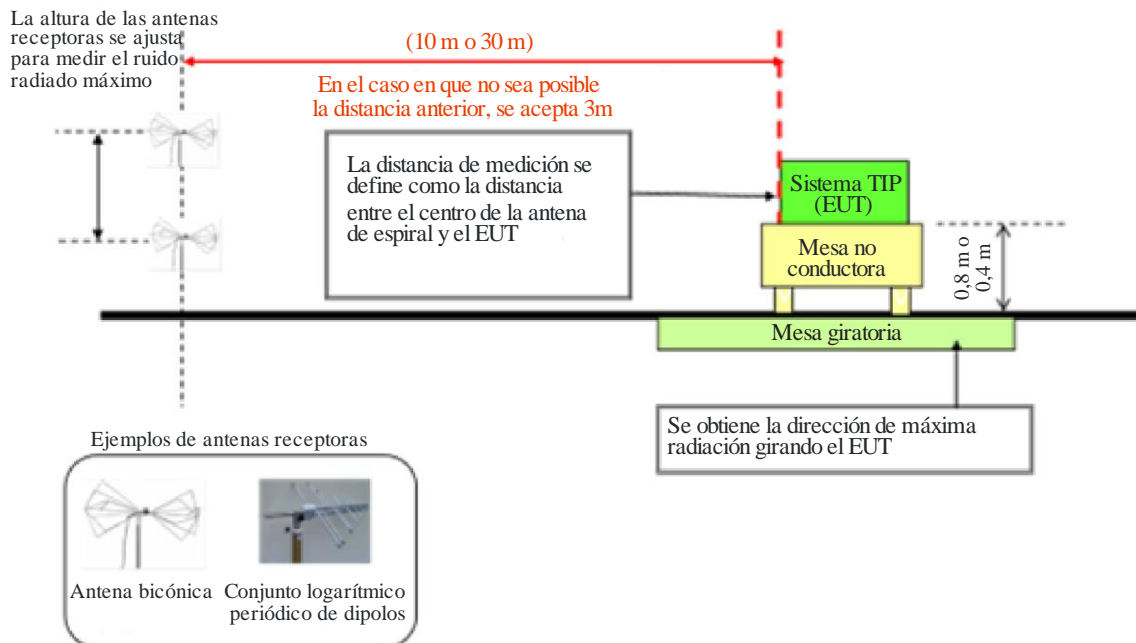 La altura de las antenas
receptoras se ajusta
para medir el ruido
radiado máximo
(10 m o 30 m)
En el caso en que no sea posible
la distancia anterior, se acepta 3m
La distancia de medición se
define como la distancia
entre el centro de la antena
de espiral y el EUT
Sistema TIP
(EUT)
Mesa no
conductora
0,8 m o
0,4 m
Mesa giratoria
Se obtiene la dirección de máxima
radiación girando el EUT
Ejemplos de antenas receptoras
Antena bicónica
Conjunto logarítmico
periódico de dipolos